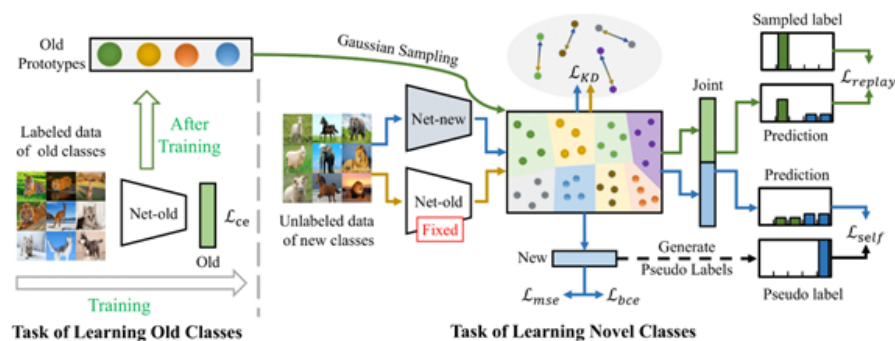 Old
Prototypes
Gaussian Sampling
Sampled label
ℒKD
Joint
ℒreplay
Labeled data
of old classes
After
Training
Net-new
Prediction
Net-old
ℒce
Net-old
Fixed
Prediction
Unlabeled data
of new classes
ℒself
Old
New
Generate
Pseudo Labels
Training
ℒmse
ℒbce
Pseudo label
Task of Learning Old Classes
Task of Learning Novel Classes